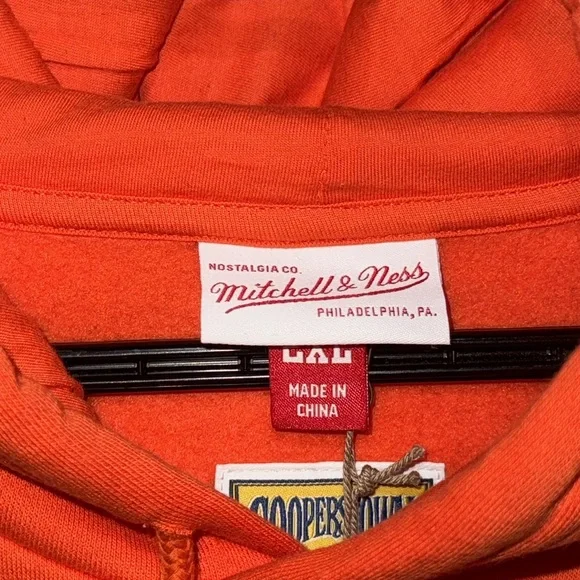 NOSTALGIA CO.
Mitchell & Ness
PHILADELPHIA, PA.
MADE IN
CHINA